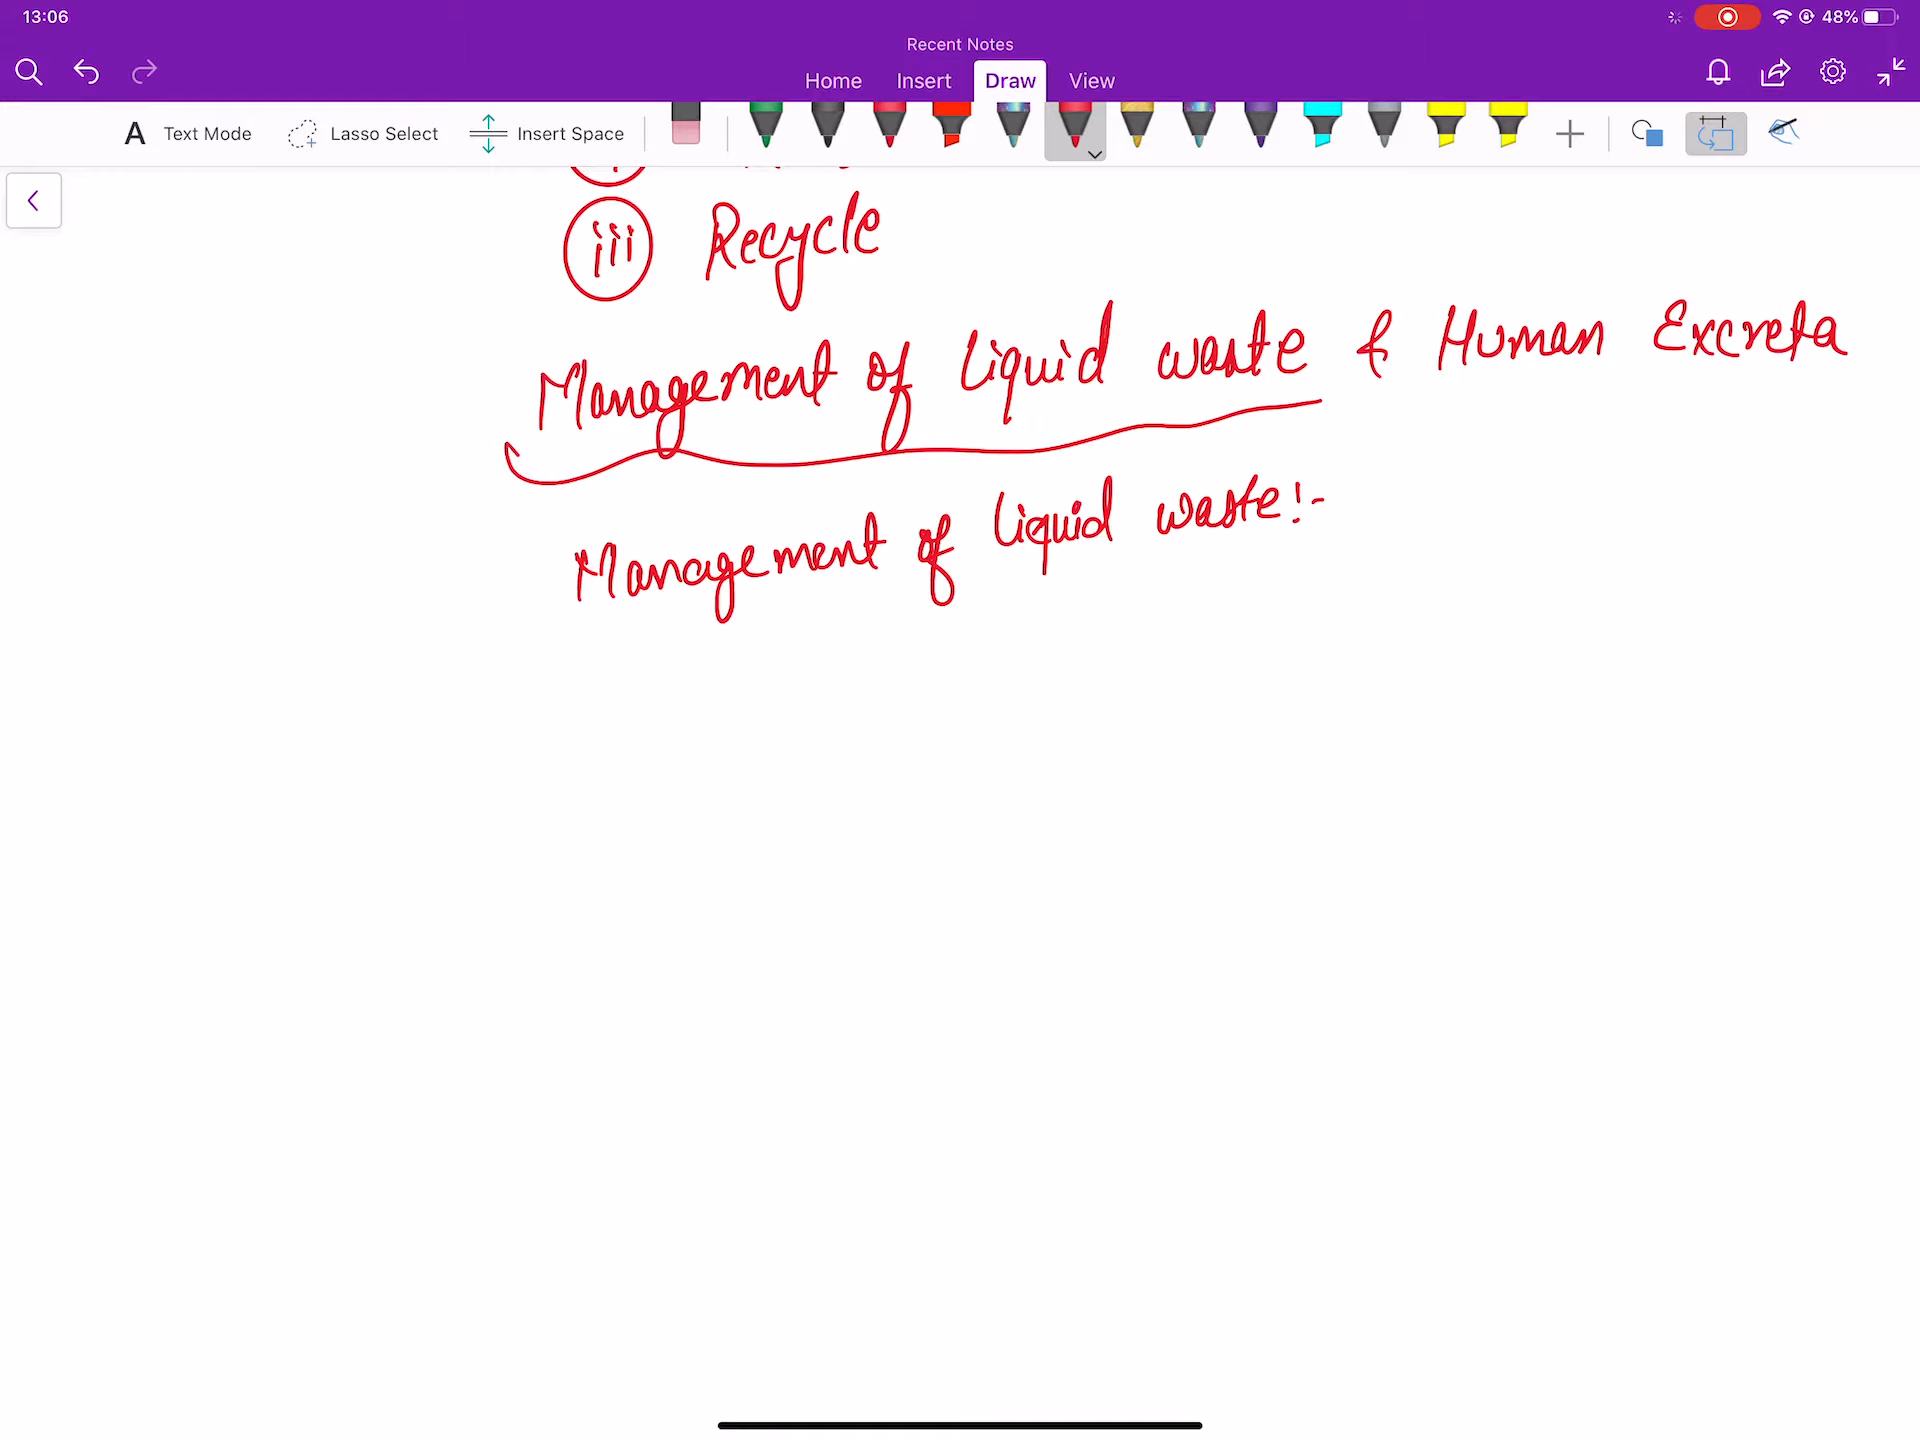 13:06
48%
Recent Notes
Home Insert Draw View
A Text Mode Lasso Select Insert Space
iii Recycle
Management of Liquid waste & Human Excreta
Management of Liquid waste:-